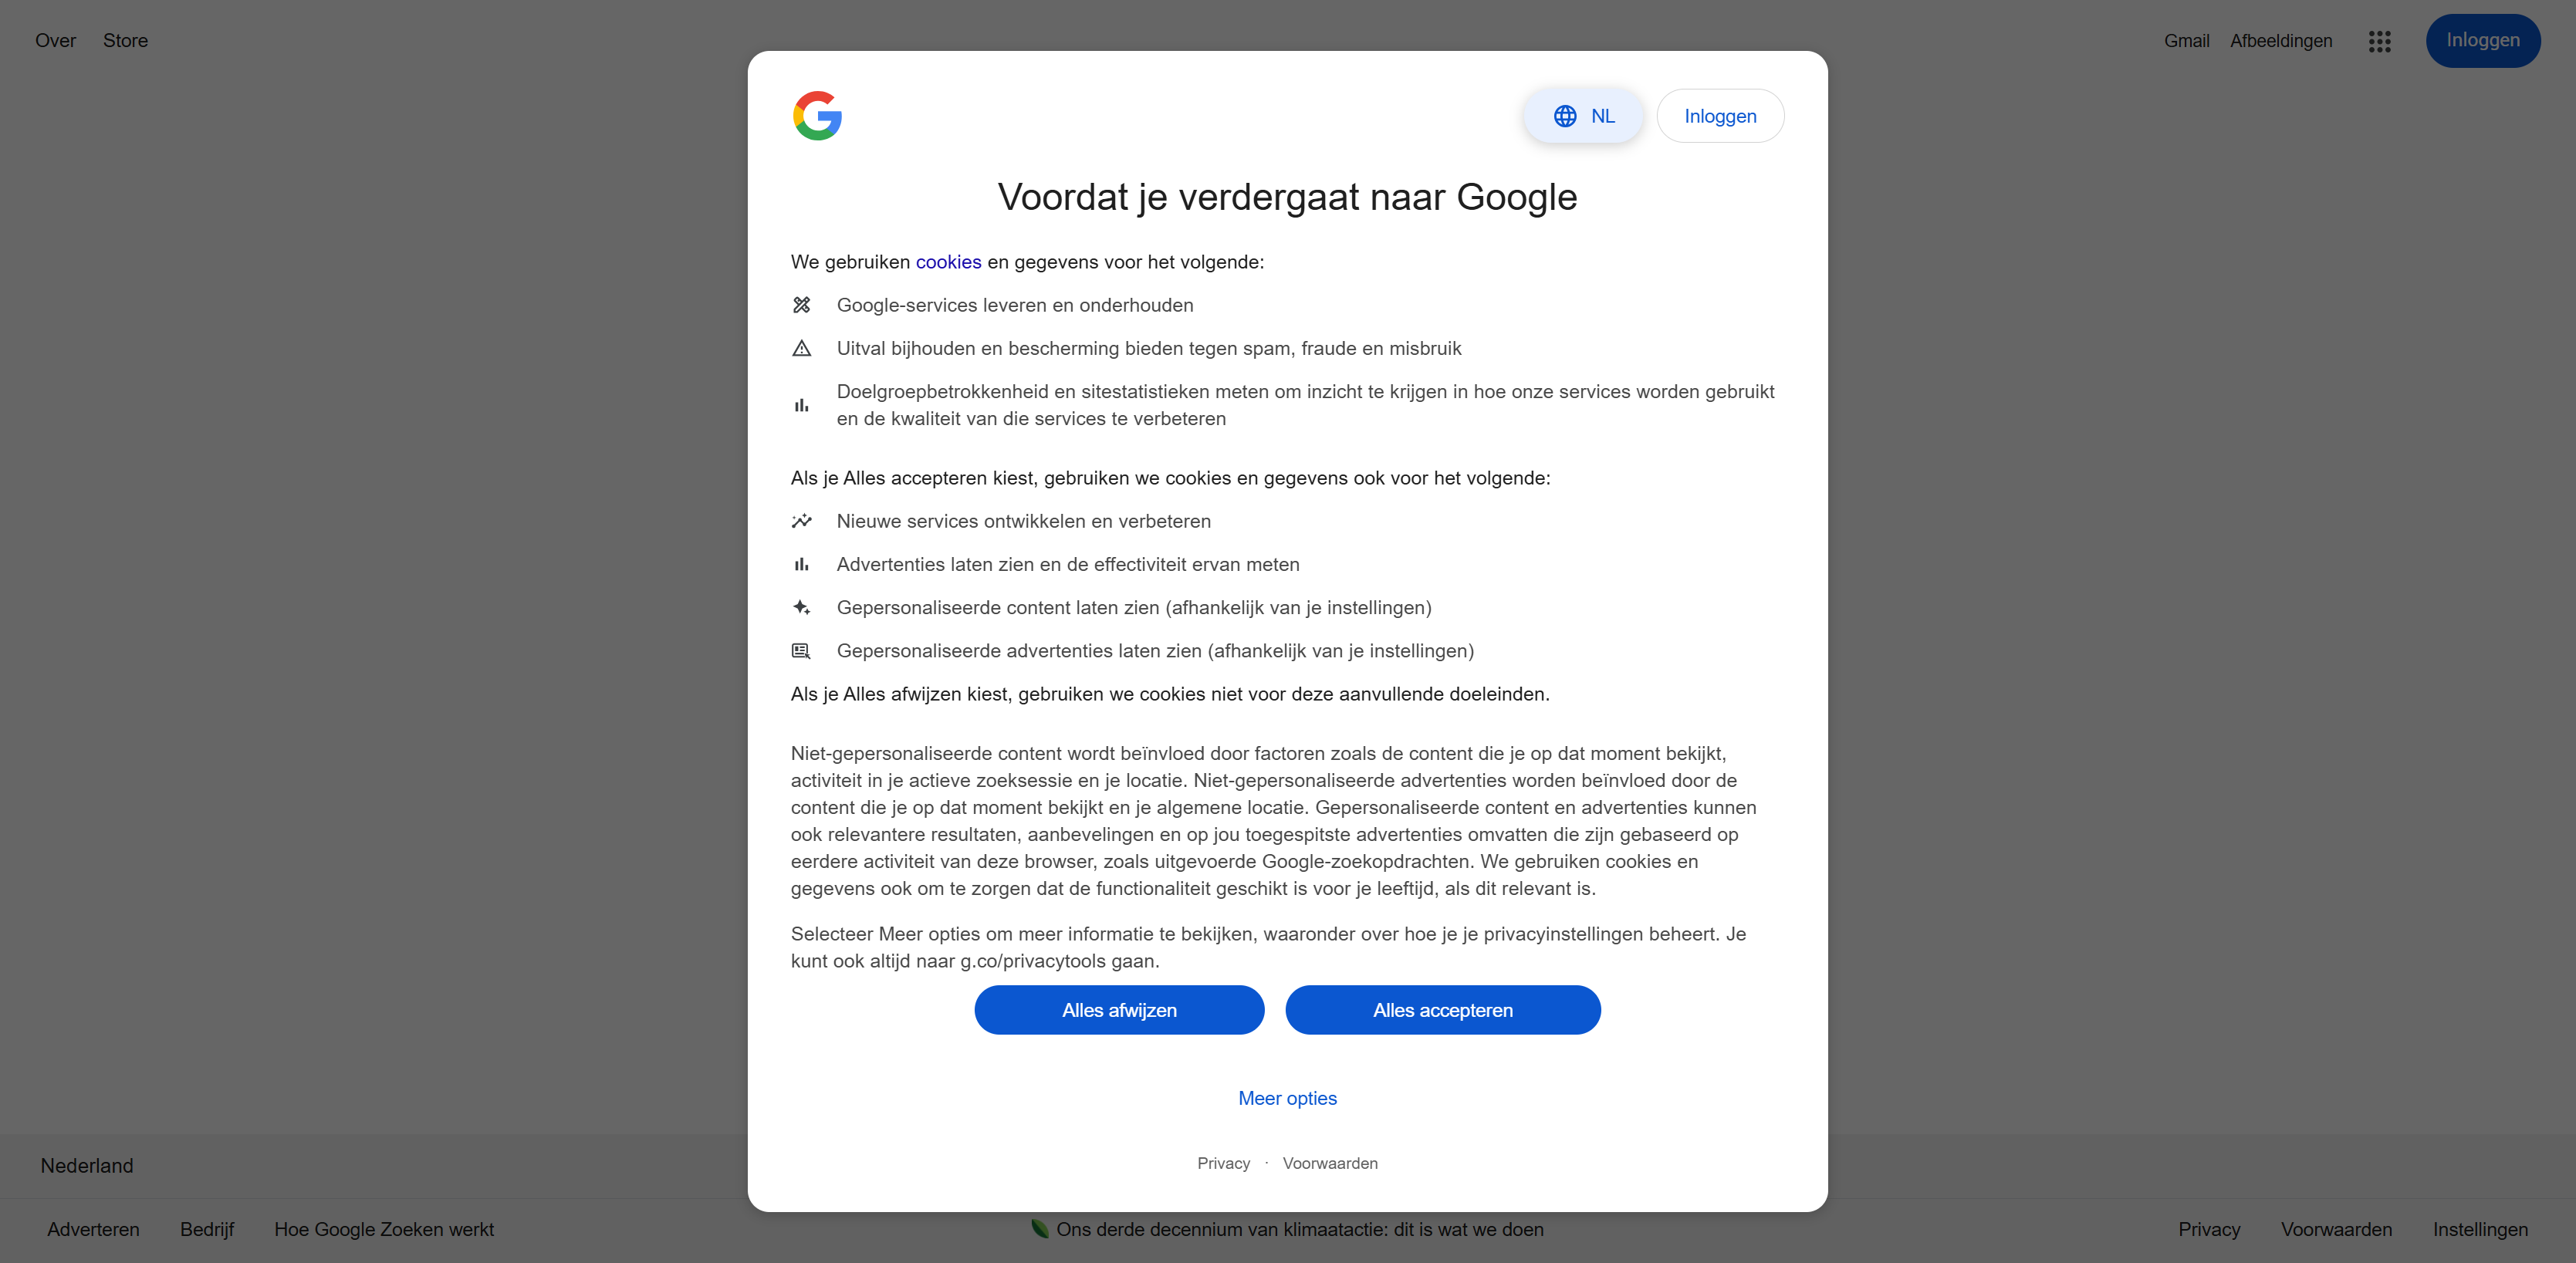 Over Store Gmail Afbeeldingen Inloggen
NL Inloggen
Voordat je verdergaat naar Google
We gebruiken cookies en gegevens voor het volgende:
Google-services leveren en onderhouden
Uitval bijhouden en bescherming bieden tegen spam, fraude en misbruik
Doelgroepbetrokkenheid en sitestatistieken meten om inzicht te krijgen in hoe onze services worden gebruikt
en de kwaliteit van die services te verbeteren
Als je Alles accepteren kiest, gebruiken we cookies en gegevens ook voor het volgende:
Nieuwe services ontwikkelen en verbeteren
Advertenties laten zien en de effectiviteit ervan meten
Gepersonaliseerde content laten zien (afhankelijk van je instellingen)
Gepersonaliseerde advertenties laten zien (afhankelijk van je instellingen)
Als je Alles afwijzen kiest, gebruiken we cookies niet voor deze aanvullende doeleinden.
Niet-gepersonaliseerde content wordt beïnvloed door factoren zoals de content die je op dat moment bekijkt,
activiteit in je actieve zoeksessie en je locatie. Niet-gepersonaliseerde advertenties worden beïnvloed door de
content die je op dat moment bekijkt en je algemene locatie. Gepersonaliseerde content en advertenties kunnen
ook relevantere resultaten, aanbevelingen en op jou toegespitste advertenties omvatten die zijn gebaseerd op
eerdere activiteit van deze browser, zoals uitgevoerde Google-zoekopdrachten. We gebruiken cookies en
gegevens ook om te zorgen dat de functionaliteit geschikt is voor je leeftijd, als dit relevant is.
Selecteer Meer opties om meer informatie te bekijken, waaronder over hoe je je privacyinstellingen beheert. Je
kunt ook altijd naar g.co/privacytools gaan.
Alles afwijzen Alles accepteren
Meer opties
Privacy · Voorwaarden
Nederland
Adverteren Bedrijf Hoe Google Zoeken werkt Ons derde decennium van klimaatactie: dit is wat we doen Privacy Voorwaarden Instellingen